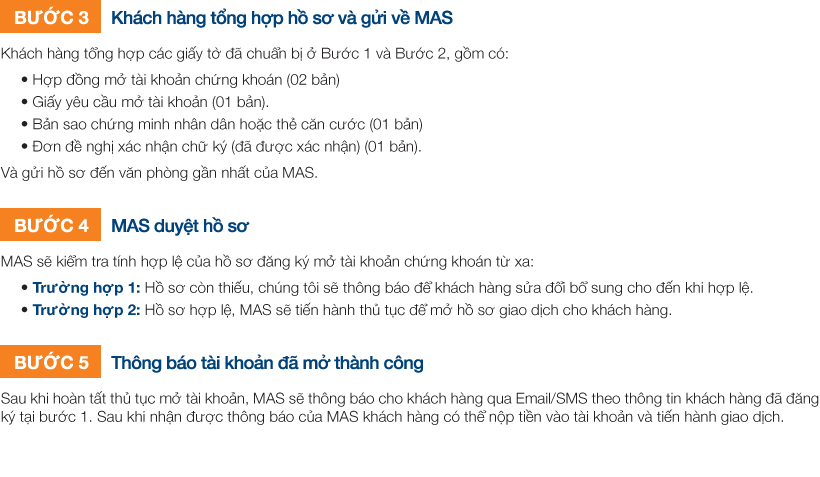 BƯỚC 3 Khách hàng tổng hợp hồ sơ và gửi về MAS
Khách hàng tổng hợp các giấy tờ đã chuẩn bị ở Bước 1 và Bước 2, gồm có:
• Hợp đồng mở tài khoản chứng khoán (02 bản)
• Giấy yêu cầu mở tài khoản (01 bản).
• Bản sao chứng minh nhân dân hoặc thẻ căn cước (01 bản)
• Đơn đề nghị xác nhận chữ ký (đã được xác nhận) (01 bản).
Và gửi hồ sơ đến văn phòng gần nhất của MAS.
BƯỚC 4 MAS duyệt hồ sơ
MAS sẽ kiểm tra tính hợp lệ của hồ sơ đăng ký mở tài khoản chứng khoán từ xa:
• Trường hợp 1: Hồ sơ còn thiếu, chúng tôi sẽ thông báo để khách hàng sửa đổi bổ sung cho đến khi hợp lệ.
• Trường hợp 2: Hồ sơ hợp lệ, MAS sẽ tiến hành thủ tục để mở hồ sơ giao dịch cho khách hàng.
BƯỚC 5 Thông báo tài khoản đã mở thành công
Sau khi hoàn tất thủ tục mở tài khoản, MAS sẽ thông báo cho khách hàng qua Email/SMS theo thông tin khách hàng đã đăng
ký tại bước 1. Sau khi nhận được thông báo của MAS khách hàng có thể nộp tiền vào tài khoản và tiến hành giao dịch.